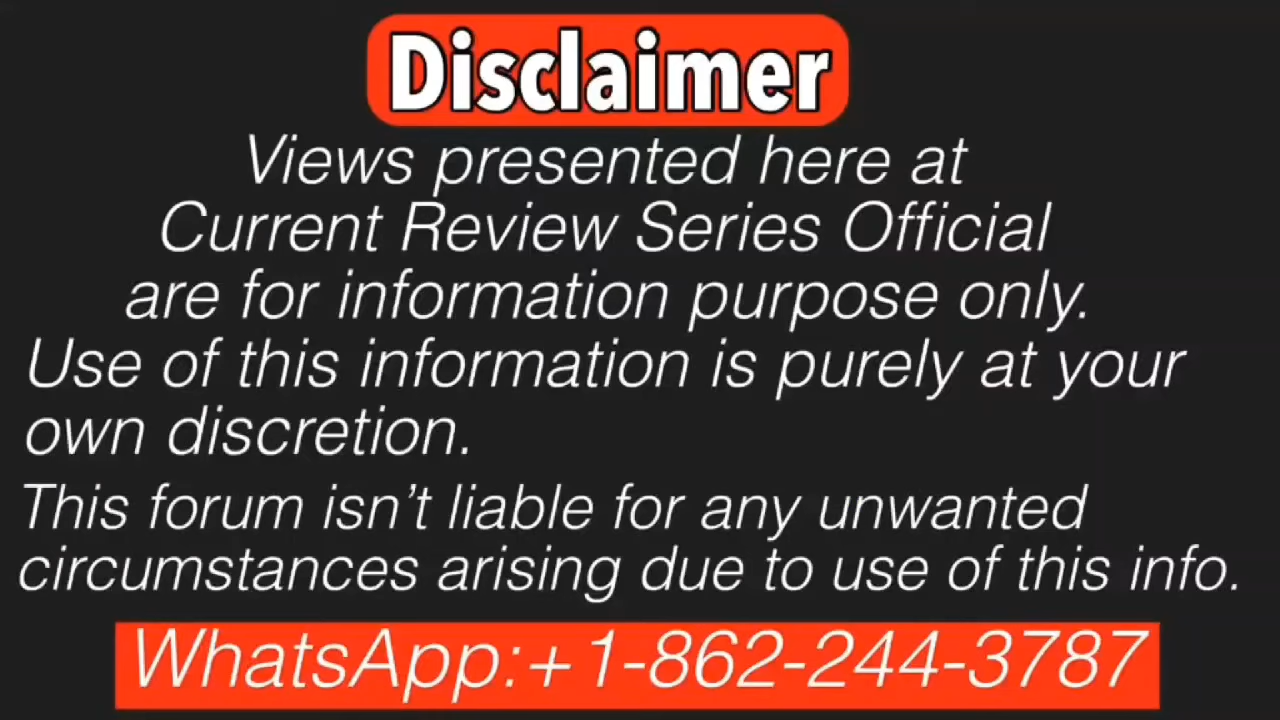 Disclaimer
Views presented here at
Current Review Series Official
are for information purpose only.
Use of this information is purely at your
own discretion.
This forum isn’t liable for any unwanted
circumstances arising due to use of this info.
WhatsApp:+1-862-244-3787